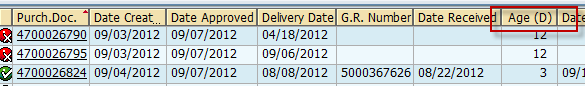 Purch.Doc. Date Creat... Date Approved Delivery Date G.R. Number Date Received Age (D) Date
4700026790 09/03/2012 09/07/2012 04/18/2012 12
4700026795 09/03/2012 09/07/2012 09/06/2012 12
4700026824 09/04/2012 09/07/2012 08/08/2012 5000367626 08/22/2012 3 09/1